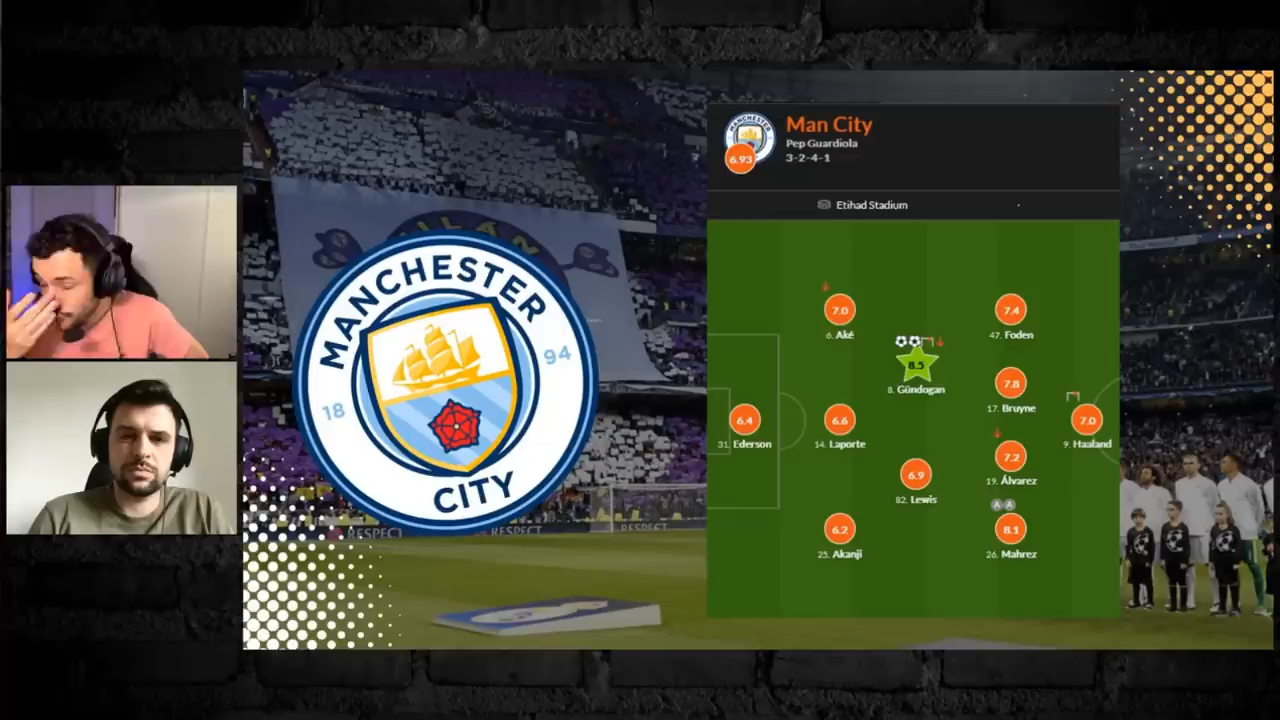 MANCHESTER
18
94
CITY
MILAN
RESPECT
RESPECT
RESPECT
MANCHESTER
6.93
Man City
Pep Guardiola
3-2-4-1
Etihad Stadium
7.0
6. Aké
7.4
47. Foden
8.5
8. Gündogan
7.8
17. Bruyne
6.4
31. Ederson
6.6
14. Laporte
7.0
9. Haaland
7.2
19. Álvarez
6.9
82. Lewis
A A
6.2
25. Akanji
8.1
26. Mahrez